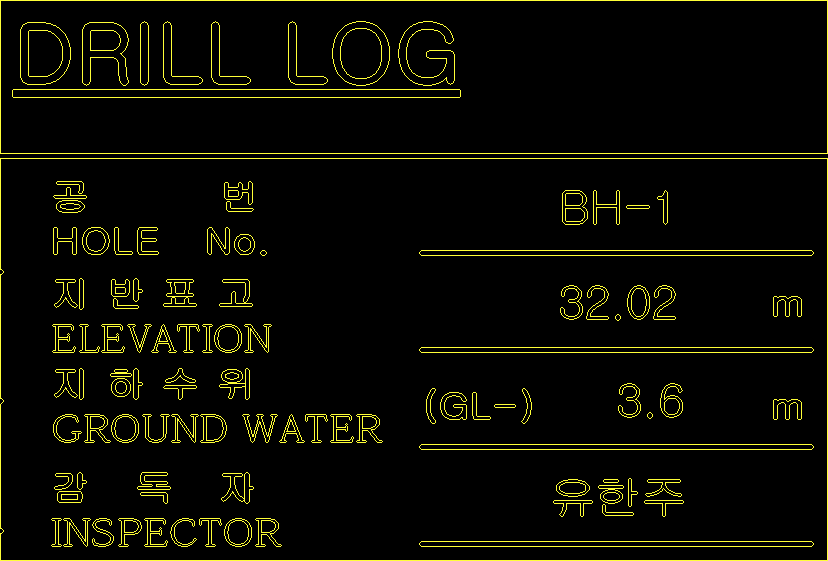 DRILL LOG
공 번
HOLE No.
BH-1
지 반 표 고
ELEVATION
32.02 m
지 하 수 위
GROUND WATER
(GL-) 3.6 m
감 독 자
INSPECTOR
유한주